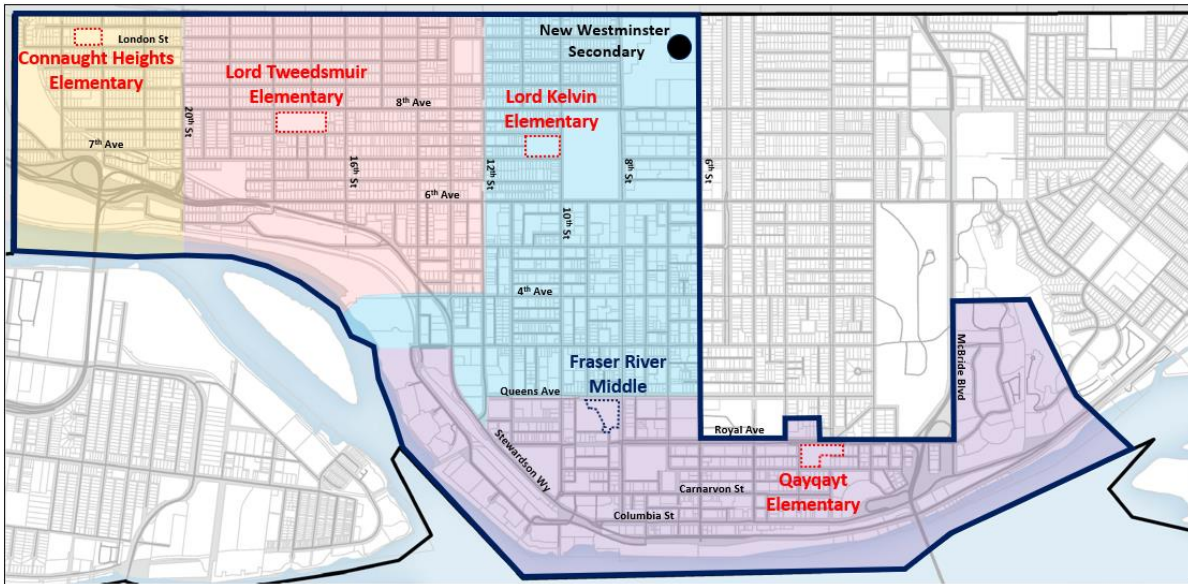 New Westminster
Secondary
London St
Connaught Heights
Elementary
Lord Tweedsmuir
Elementary
Lord Kelvin
Elementary
8th Ave
20th St
7th Ave
16th St
12th St
8th St
6th St
6th Ave
10th St
4th Ave
McBride Blvd
Fraser River
Middle
Queens Ave
Royal Ave
Stewardson Wy
Qayqayt
Elementary
Carnarvon St
Columbia St